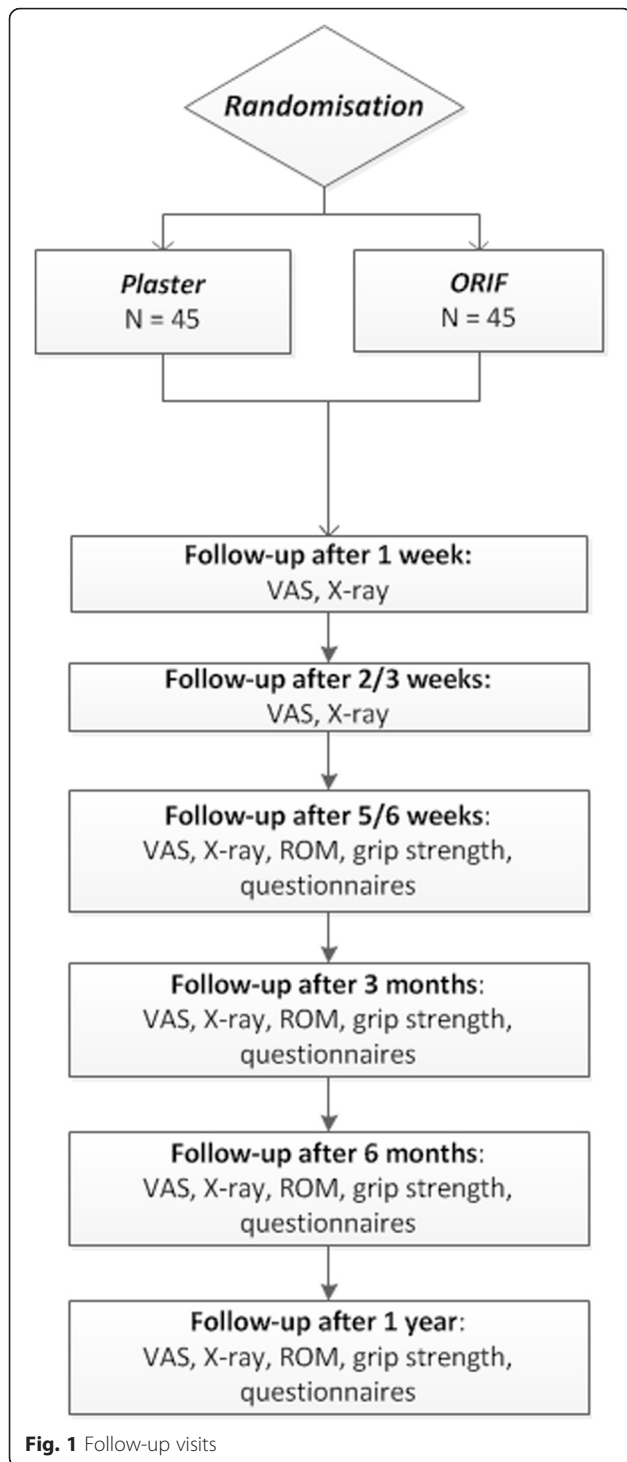 Randomisation
Plaster
N = 45
ORIF
N = 45
Follow-up after 1 week:
VAS, X-ray
Follow-up after 2/3 weeks:
VAS, X-ray
Follow-up after 5/6 weeks:
VAS, X-ray, ROM, grip strength,
questionnaires
Follow-up after 3 months:
VAS, X-ray, ROM, grip strength,
questionnaires
Follow-up after 6 months:
VAS, X-ray, ROM, grip strength,
questionnaires
Follow-up after 1 year:
VAS, X-ray, ROM, grip strength,
questionnaires
Fig. 1 Follow-up visits